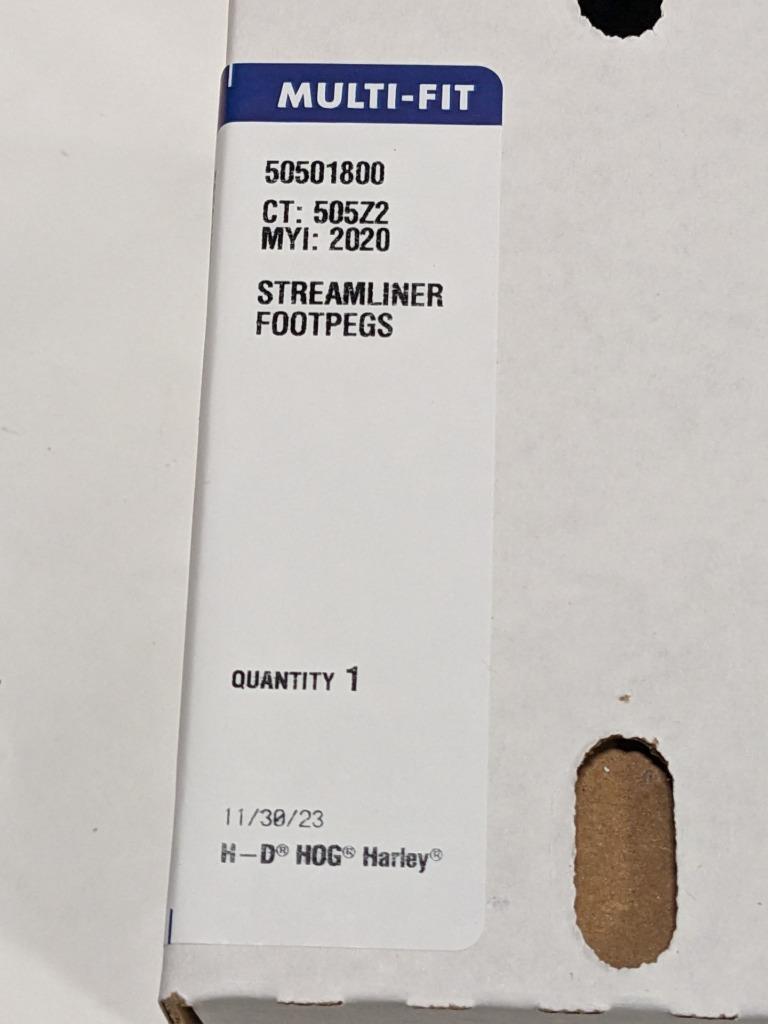 MULTI-FIT
50501800
CT: 505Z2
MYI: 2020
STREAMLINER
FOOTPEGS
QUANTITY 1
11/30/23
H-D® HOG® Harley®